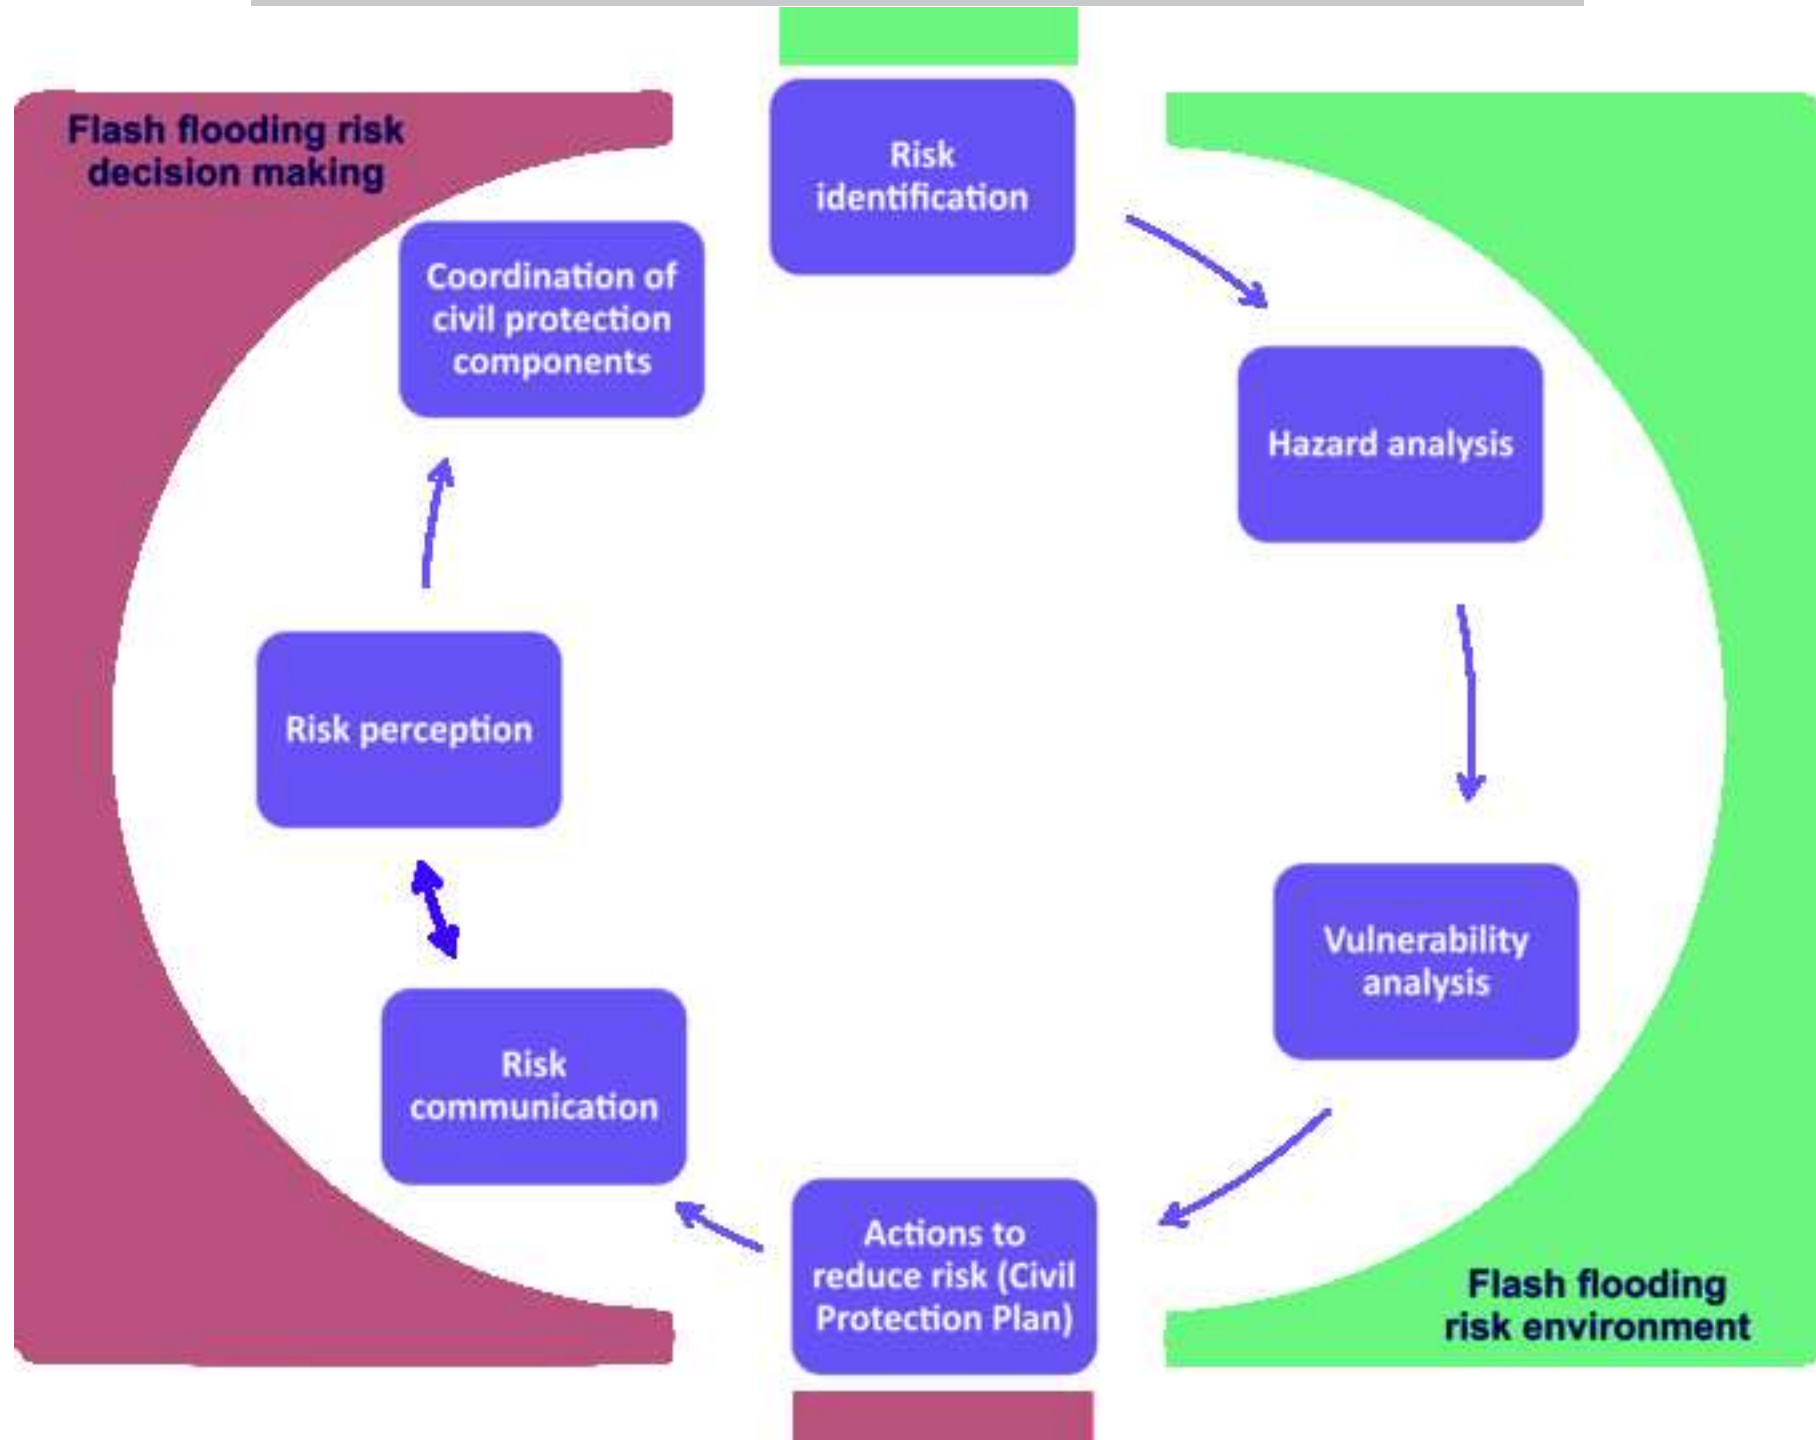 Flash flooding risk
decision making
Risk
identification
Coordination of
civil protection
components
Hazard analysis
Risk perception
Vulnerability
analysis
Risk
communication
Actions to
reduce risk (Civil
Protection Plan)
Flash flooding
risk environment